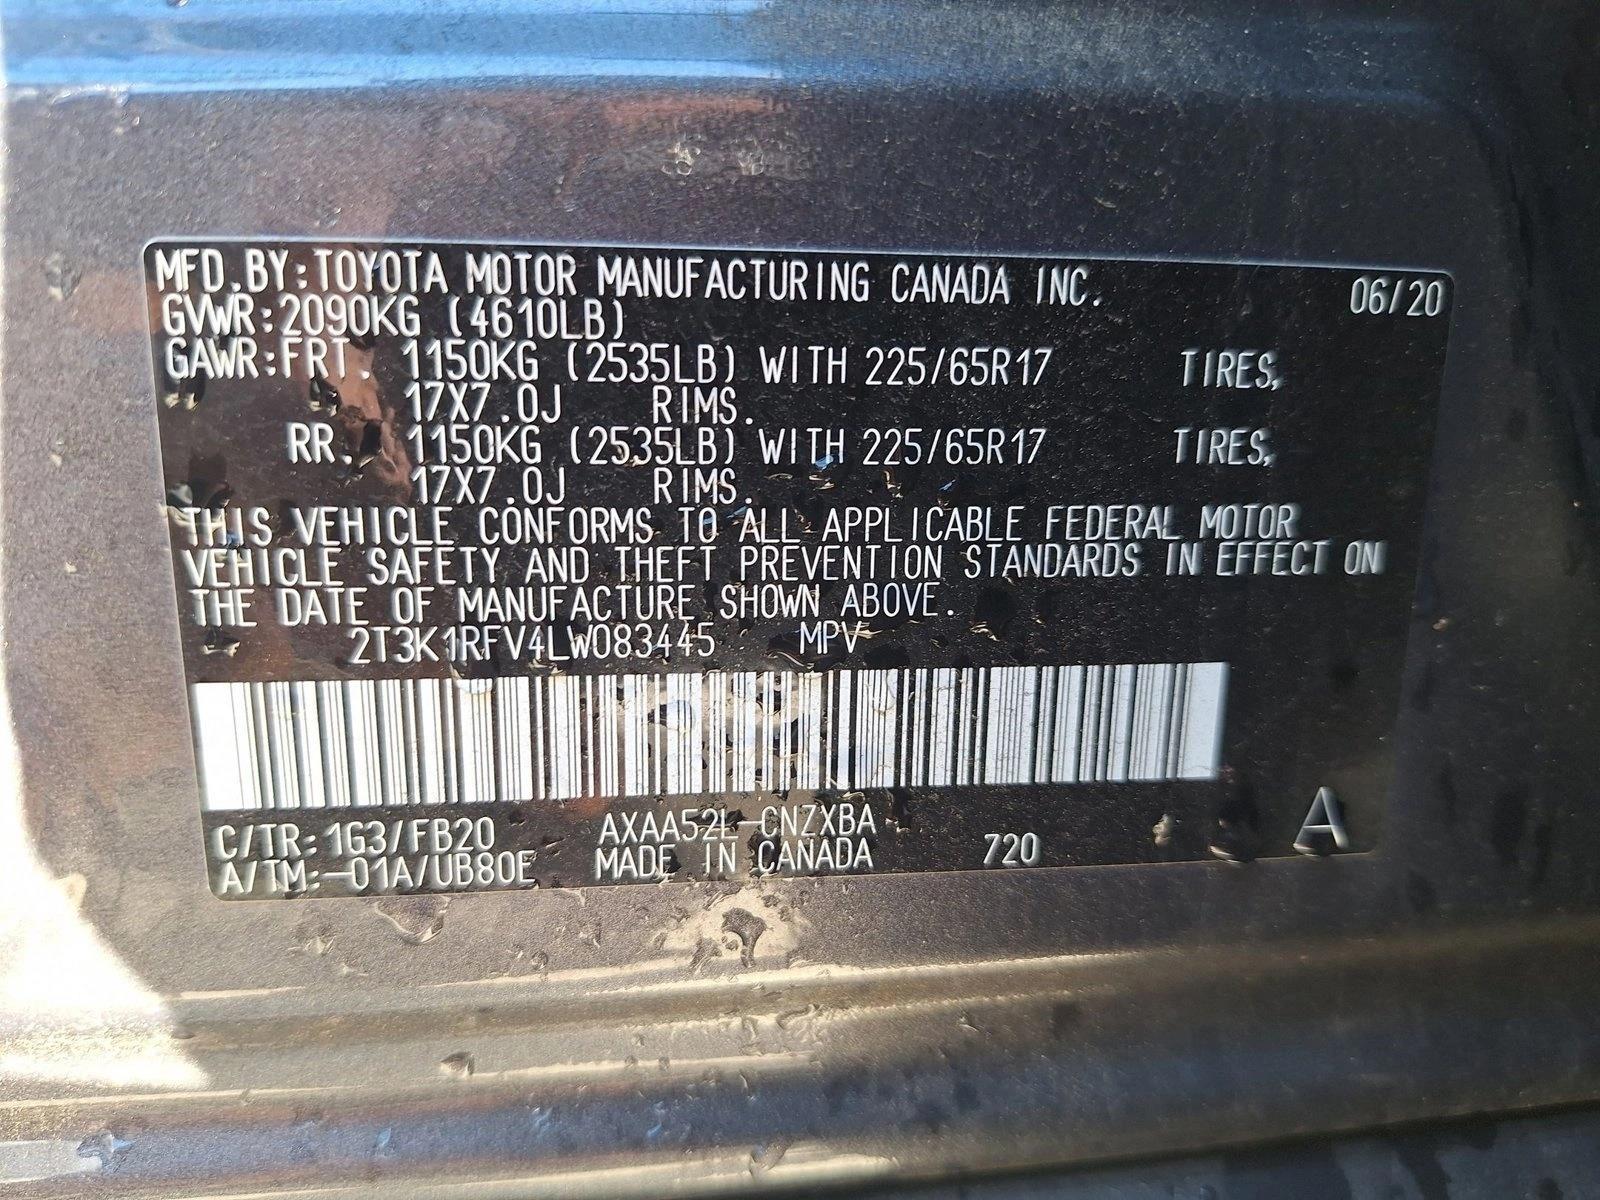 MFD.BY:TOYOTA MOTOR MANUFACTURING CANADA INC. 06/20
GVWR:2090KG (4610LB)
GAWR:FRT. 1150KG (2535LB) WITH 225/65R17 TIRES,
17X7.0J RIMS.
RR. 1150KG (2535LB) WITH 225/65R17 TIRES,
17X7.0J RIMS.
THIS VEHICLE CONFORMS TO ALL APPLICABLE FEDERAL MOTOR
VEHICLE SAFETY AND THEFT PREVENTION STANDARDS IN EFFECT ON
THE DATE OF MANUFACTURE SHOWN ABOVE.
2T3K1RFV4LW083445 MPV
C/TR:1G3/FB20 AXAA52L-CNZXBA
A/TM:-01A/UB80E MADE IN CANADA 720 A